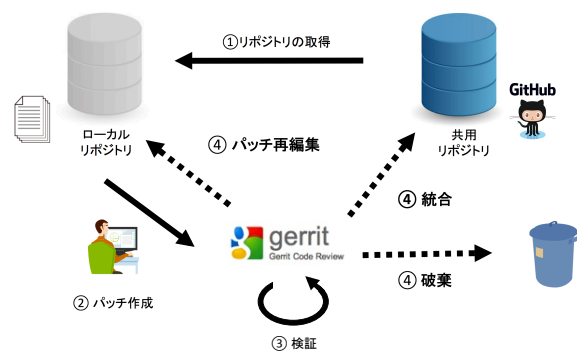 ①リポジトリの取得
GitHub
ローカル
リポジトリ
共用
リポジトリ
④ パッチ再編集
④ 統合
gerrit
Gerrit Code Review
④ 破棄
② パッチ作成
③ 検証